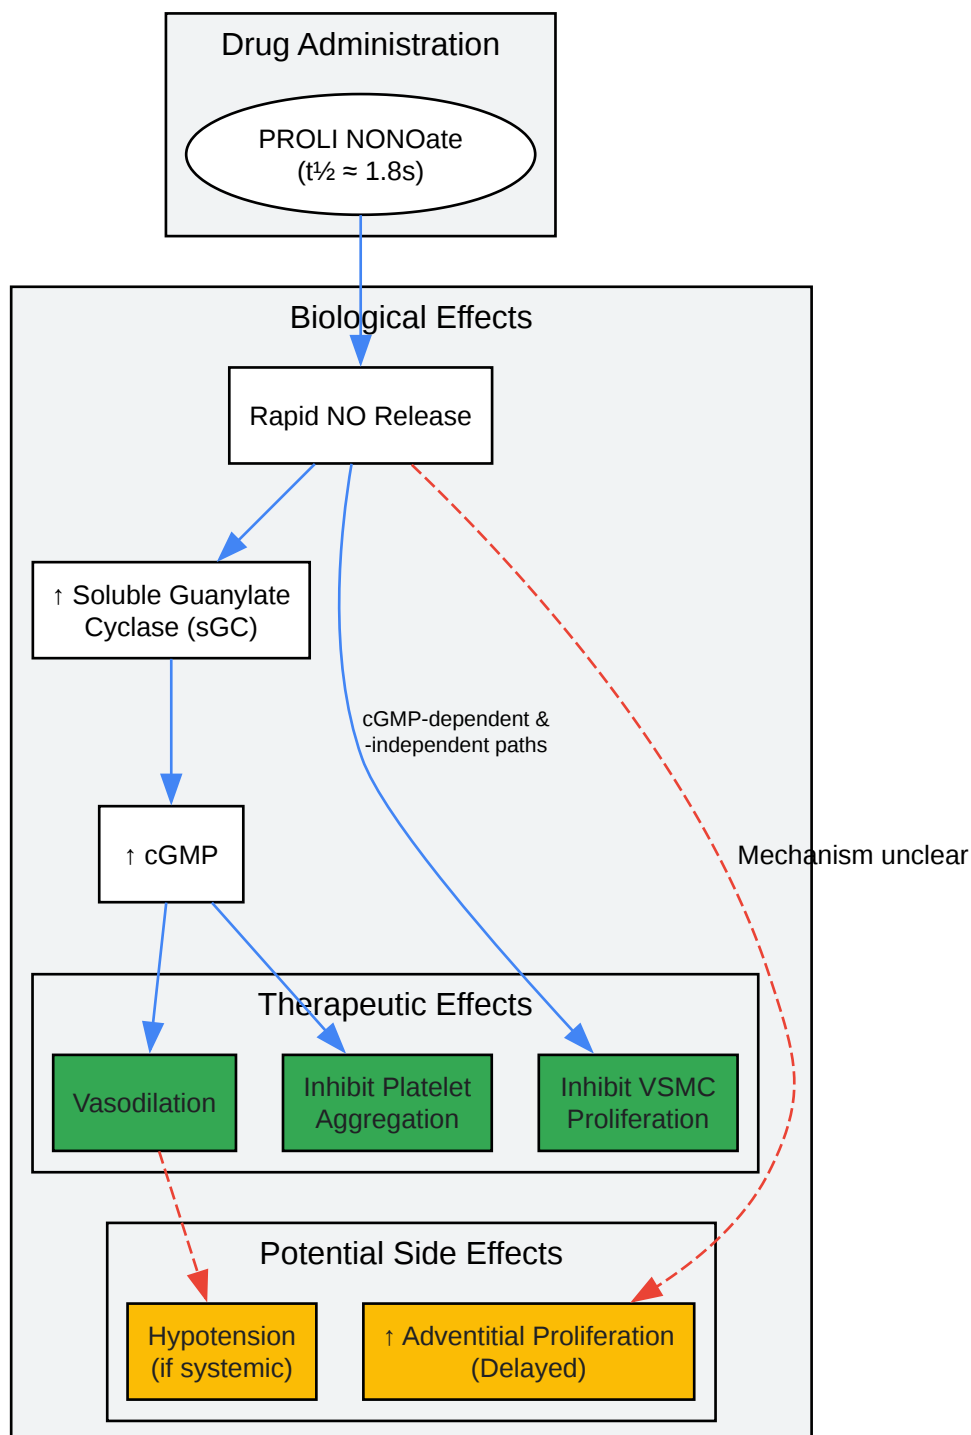 Drug Administration
PROLI NONOate
(t½ ≈ 1.8s)
Biological Effects
Rapid NO Release
↑ Soluble Guanylate
Cyclase (sGC)
cGMP-dependent &
-independent paths
↑ cGMP
Mechanism unclear
Therapeutic Effects
Vasodilation
Inhibit Platelet
Aggregation
Inhibit VSMC
Proliferation
Potential Side Effects
Hypotension
(if systemic)
↑ Adventitial Proliferation
(Delayed)